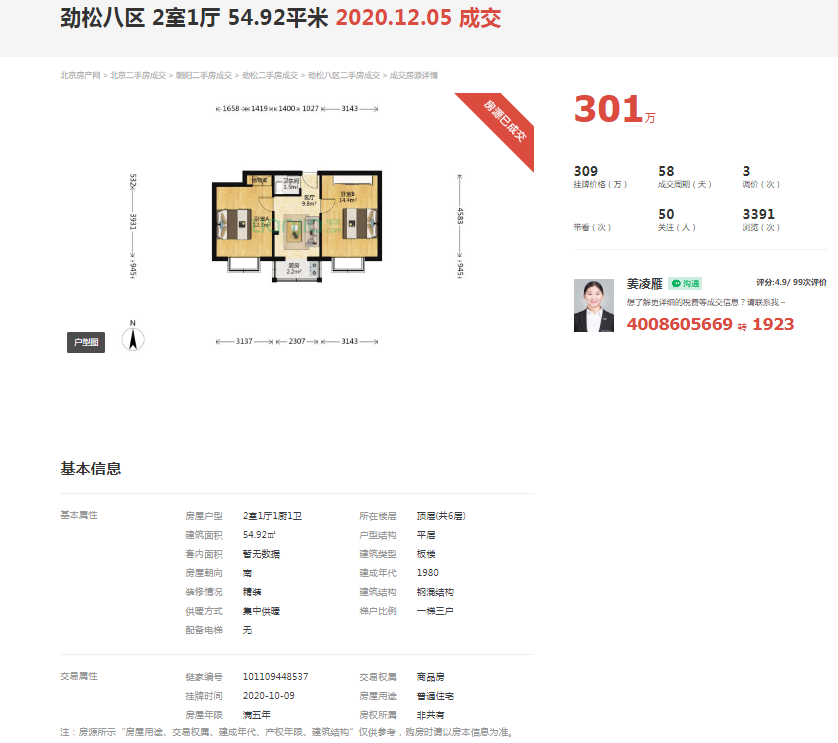 劲松八区 2室1厅 54.92平米 2020.12.05 成交
北京房产网 > 北京二手房成交 > 朝阳二手房成交 > 劲松二手房成交 > 劲松八区二手房成交 > 成交房源详情
房源已成交
301万
309 58 3
挂牌价格（万） 成交周期（天） 调价（次）
50 3391
带看（次） 关注（人） 浏览（次）
姜凌雁 沟通 评分:4.9/ 99次评价
想了解更详细的税费等成交信息？请联系我~
4008605669 转 1923
1658 1419 1400 1027 3143
532 3931 945
4583 945
卫生间
1.5m²
客厅
9.8m²
卧室B
14.4m²
卧室A
12.3m²
厨房
2.2m²
N
户型图
3137 2307 3143
基本信息
基本属性 房屋户型 2室1厅1厨1卫 所在楼层 顶层(共6层)
建筑面积 54.92㎡ 户型结构 平层
套内面积 暂无数据 建筑类型 板楼
房屋朝向 南 建成年代 1980
装修情况 精装 建筑结构 钢混结构
供暖方式 集中供暖 梯户比例 一梯三户
配备电梯 无
交易属性 链家编号 101109448537 交易权属 商品房
挂牌时间 2020-10-09 房屋用途 普通住宅
房屋年限 满五年 房权所属 非共有
注：房源所示“房屋用途、交易权属、建成年代、产权年限、建筑结构”仅供参考，购房时请以房本信息为准。